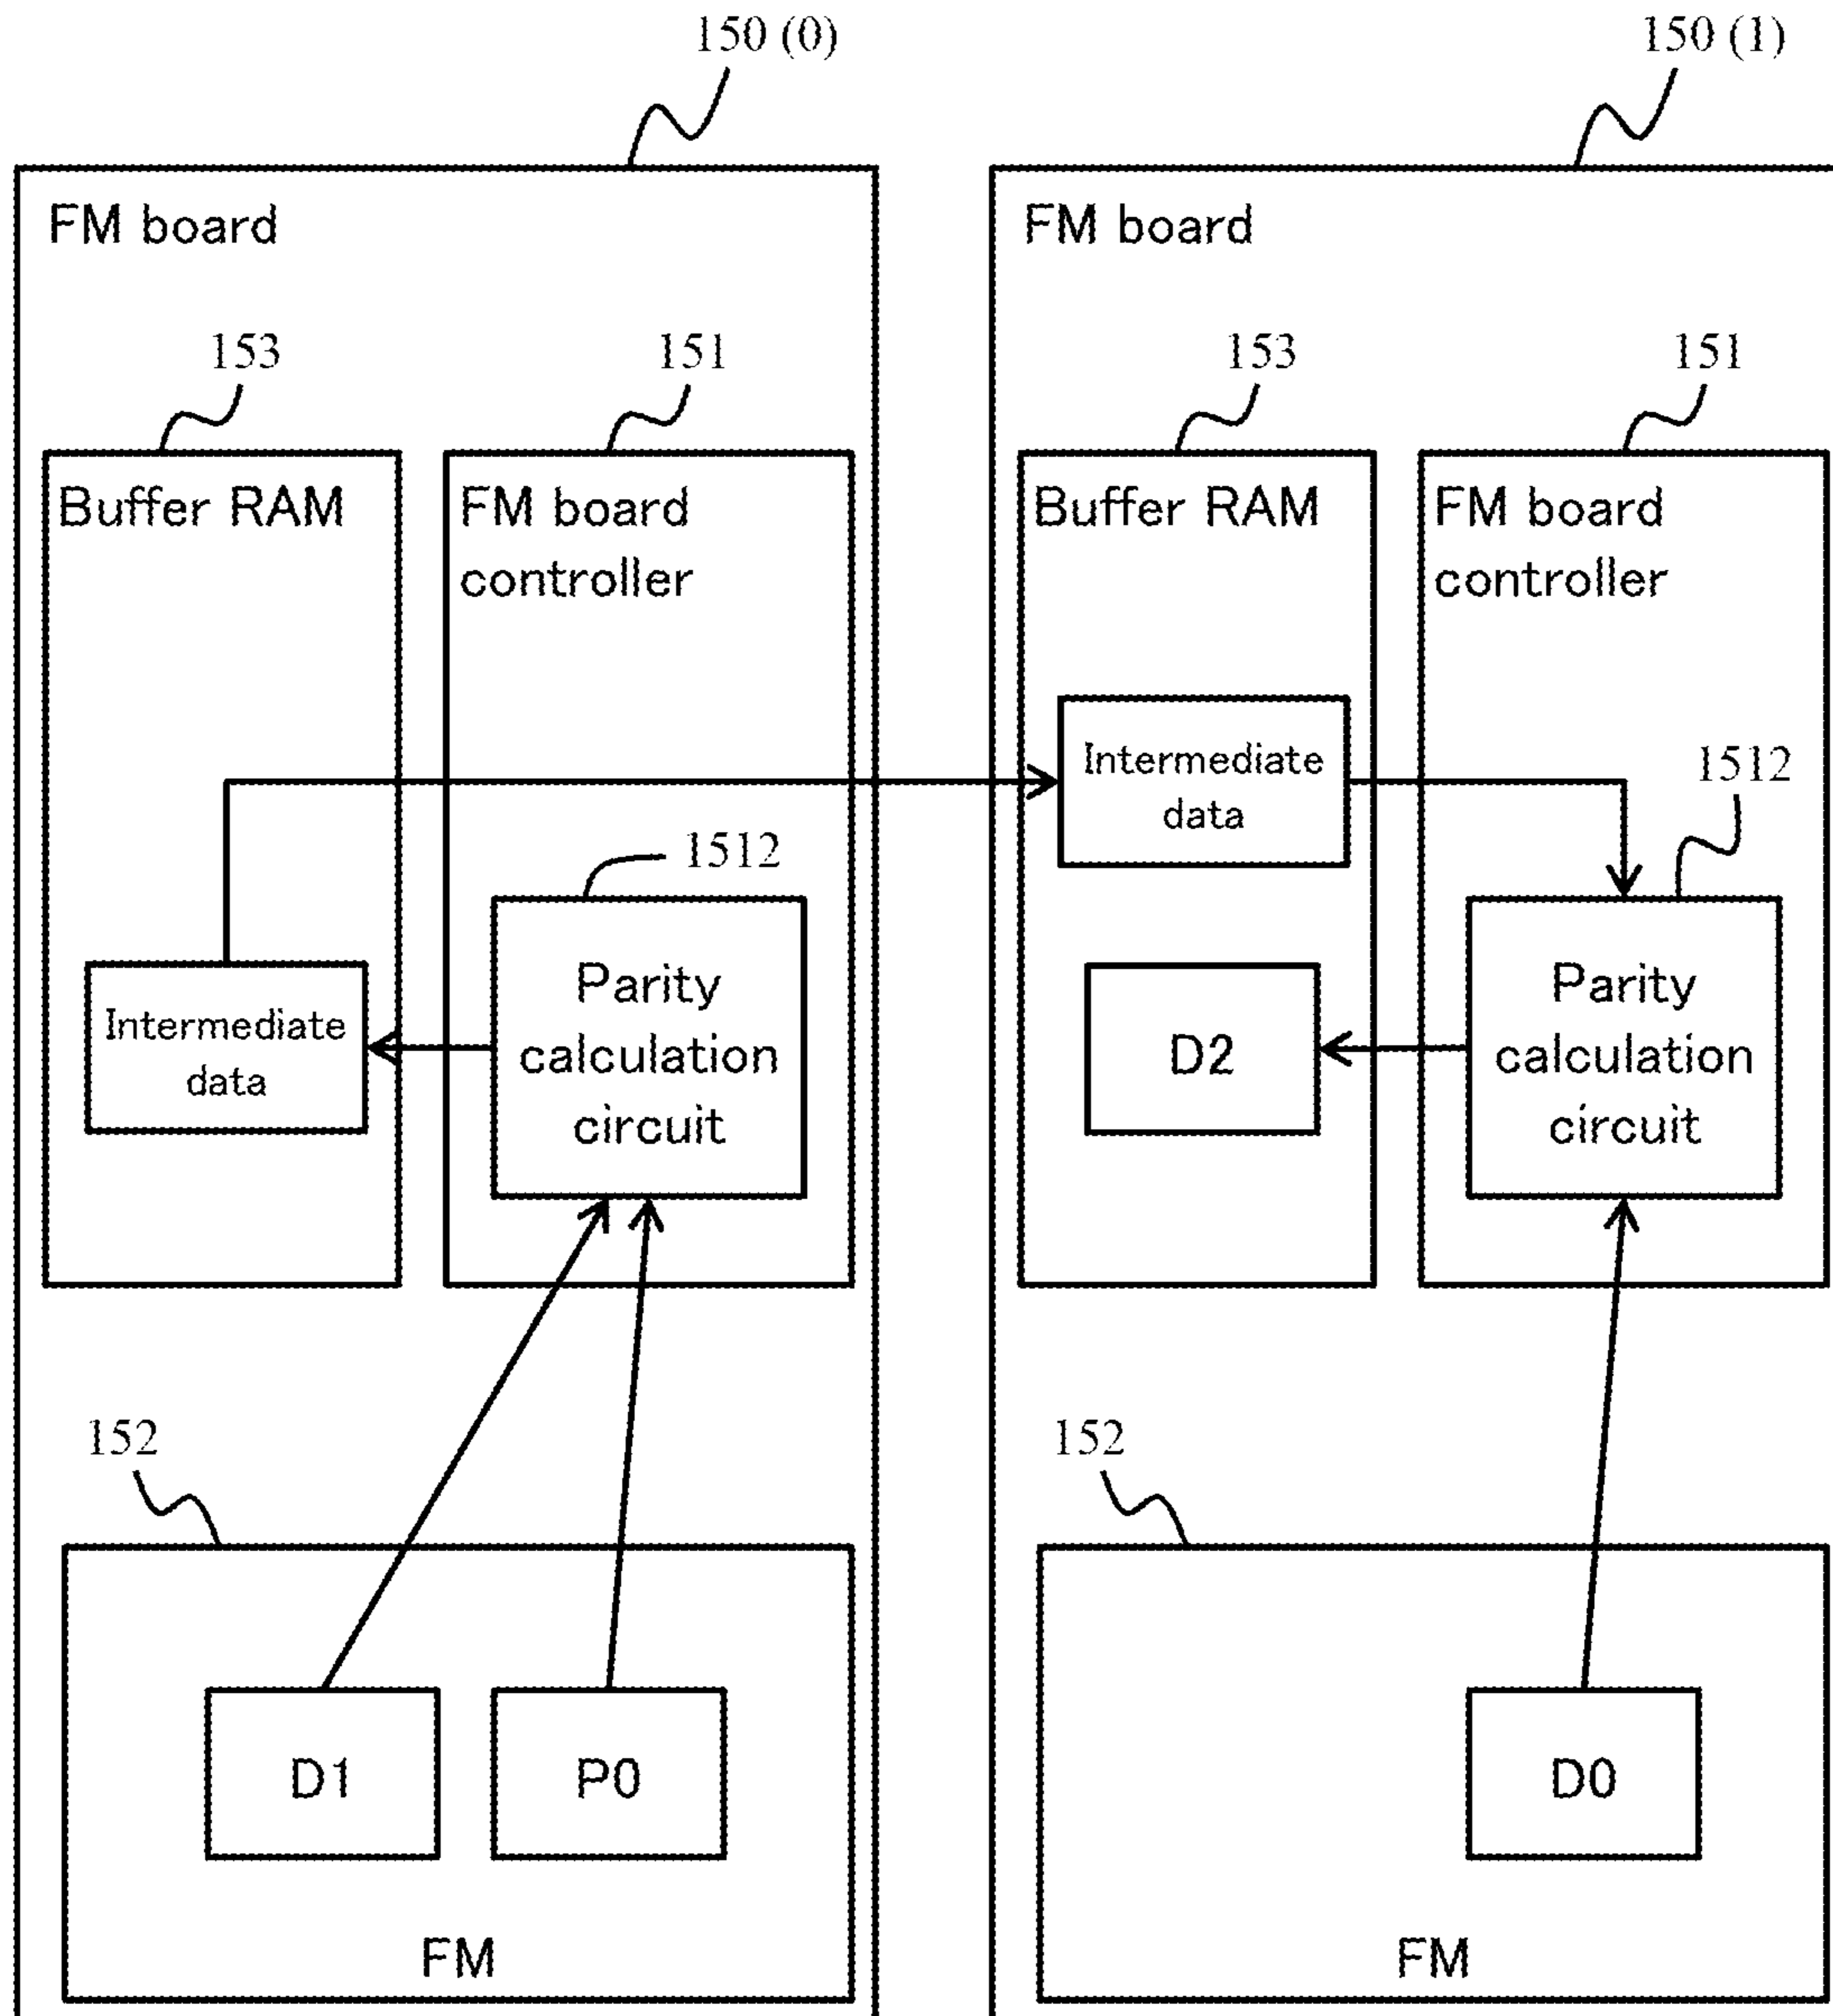 150 (0)
150 (1)
FM board
153
151
Buffer RAM
FM board
controller
1512
Intermediate
data
Parity
calculation
circuit
152
D1
P0
FM
FM board
153
151
Buffer RAM
FM board
controller
Intermediate
data
1512
D2
Parity
calculation
circuit
152
D0
FM